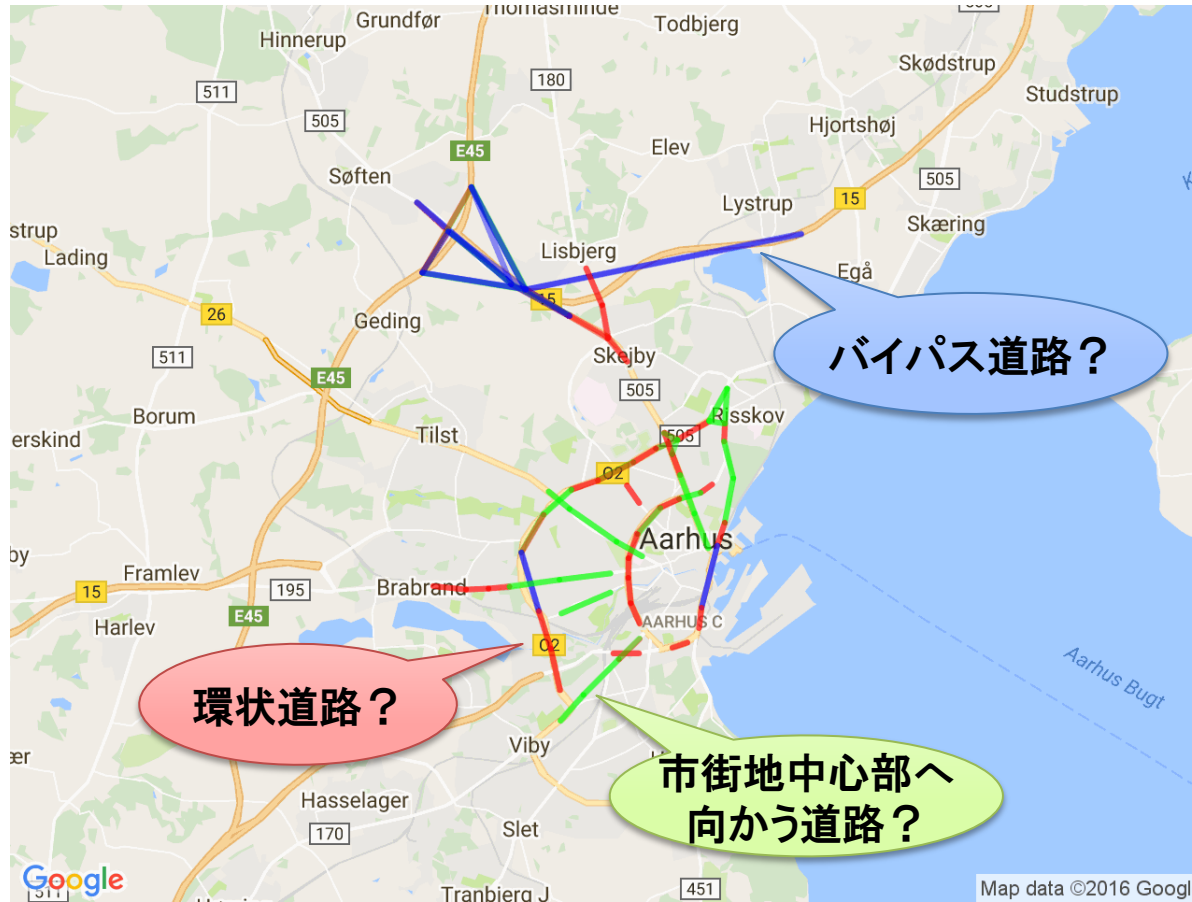 Grundfør
Thomasminde
Todbjerg
Hinnerup
Skødstrup
511
180
Studstrup
505
Hjortshøj
E45
Elev
Søften
505
15
Lystrup
Skæring
strup
Lisbjerg
Lading
Egå
15
26
Geding
バイパス道路？
511
Skejby
E45
505
Borum
Risskov
erskind
Tilst
505
O2
Aarhus
by
Framlev
15
195
Brabrand
E45
AARHUS C
Harlev
O2
Aarhus Bugt
環状道路？
Viby
市街地中心部へ
向かう道路？
ær
Hasselager
170
Slet
Google
511
Tranbjerg J
451
Map data ©2016 Googl